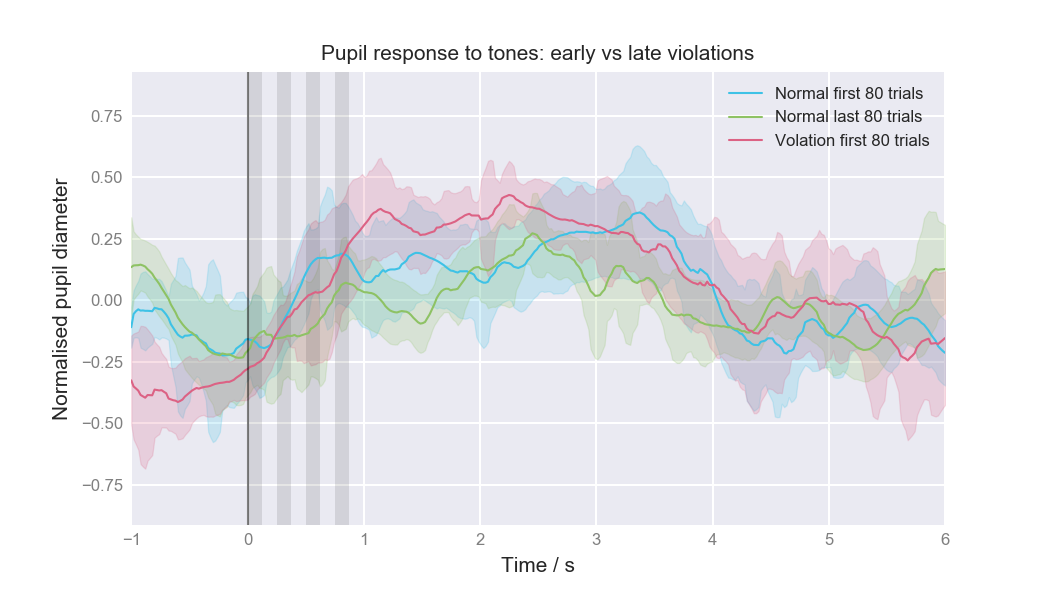 Pupil response to tones: early vs late violations
Normal first 80 trials
Normal last 80 trials
Volation first 80 trials
Normalised pupil diameter
0.75
0.50
0.25
0.00
−0.25
−0.50
−0.75
−1 0 1 2 3 4 5 6
Time / s